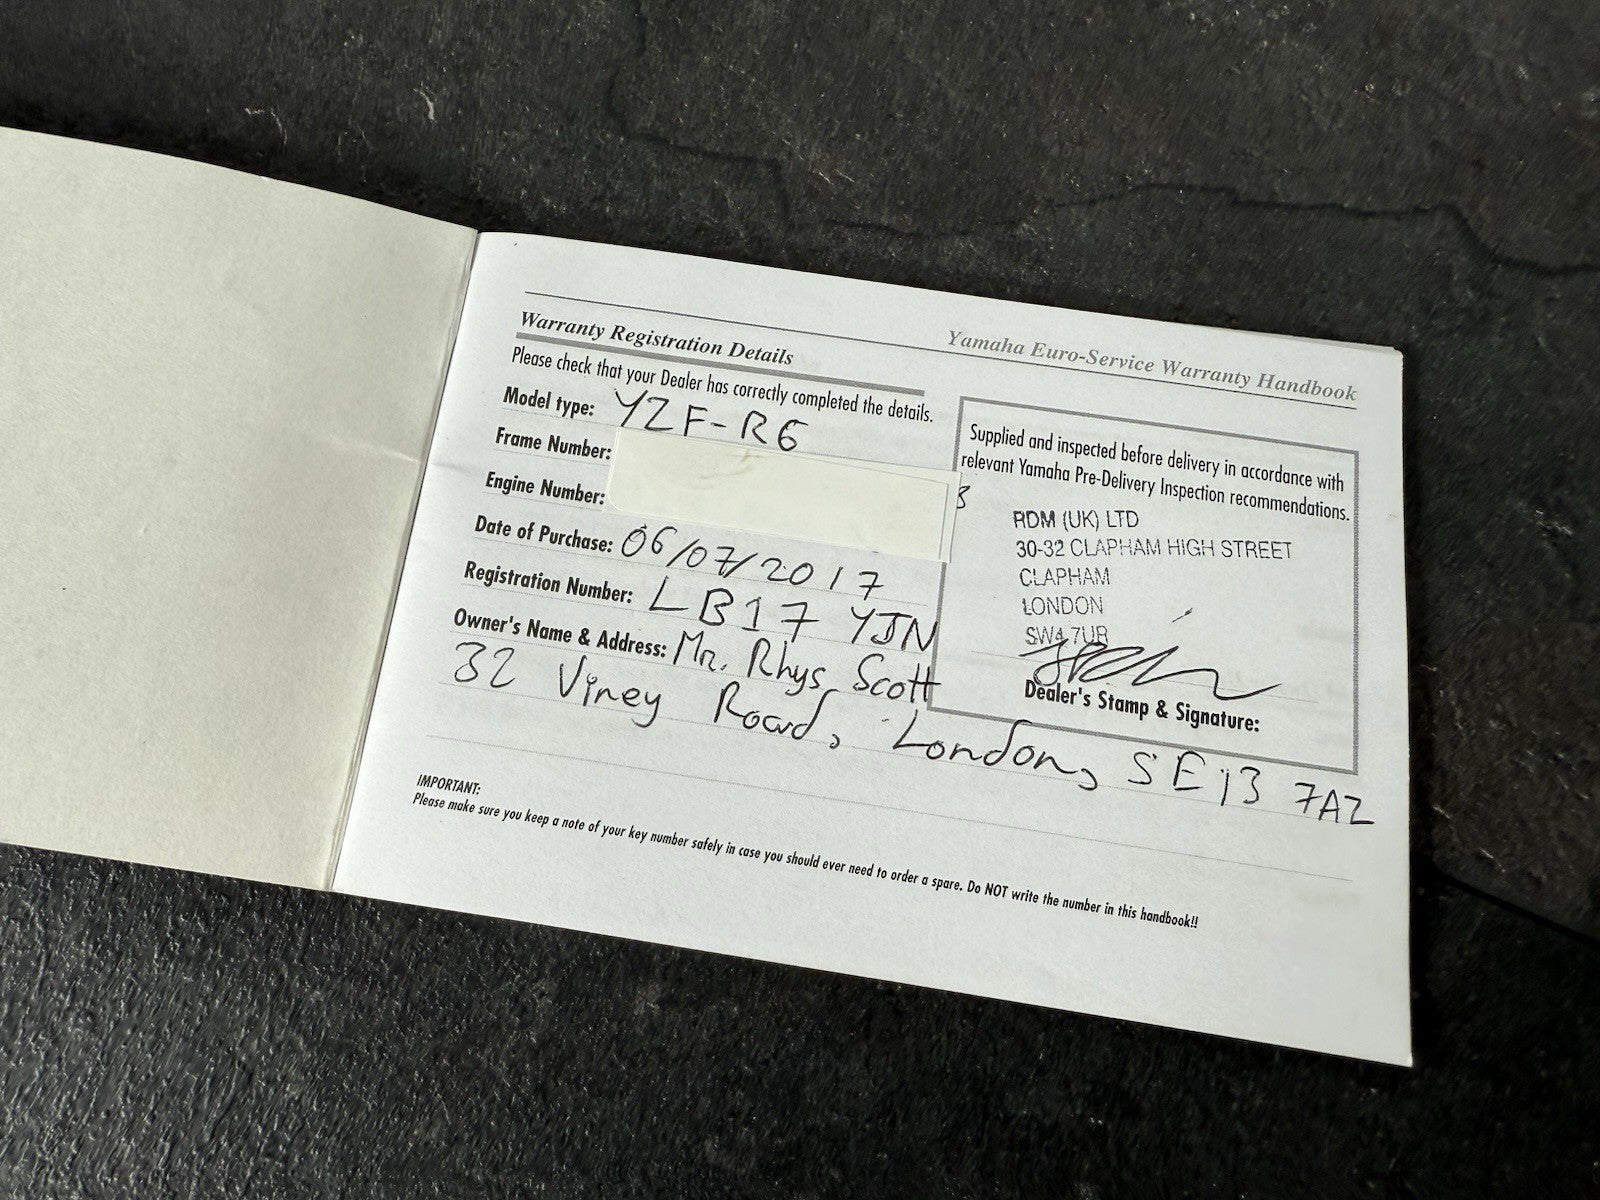 Warranty Registration Details
Yamaha Euro-Service Warranty Handbook
Please check that your Dealer has correctly completed the details.
Model type: YZF-R6
Frame Number:
Engine Number:
3
Date of Purchase: 06/07/2017
Registration Number: LB17 YJN
Owner's Name & Address: Mr. Rhys Scott
32 Viney Road, London, SE13 7AZ
Supplied and inspected before delivery in accordance with
relevant Yamaha Pre-Delivery Inspection recommendations.
RDM (UK) LTD
30-32 CLAPHAM HIGH STREET
CLAPHAM
LONDON
SW4 7UR
Dealer's Stamp & Signature:
IMPORTANT:
Please make sure you keep a note of your key number safely in case you should ever need to order a spare. Do NOT write the number in this handbook!!